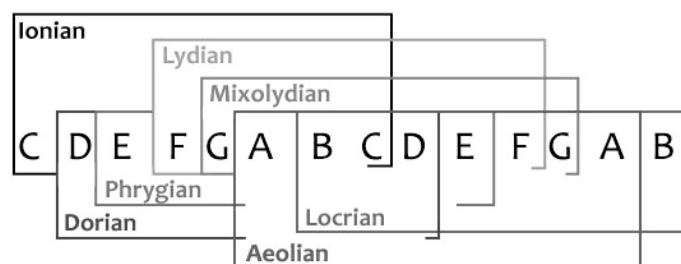 Ionian
Lydian
Mixolydian
C D E F G A B C D E F G A B
Phrygian
Locrian
Dorian
Aeolian